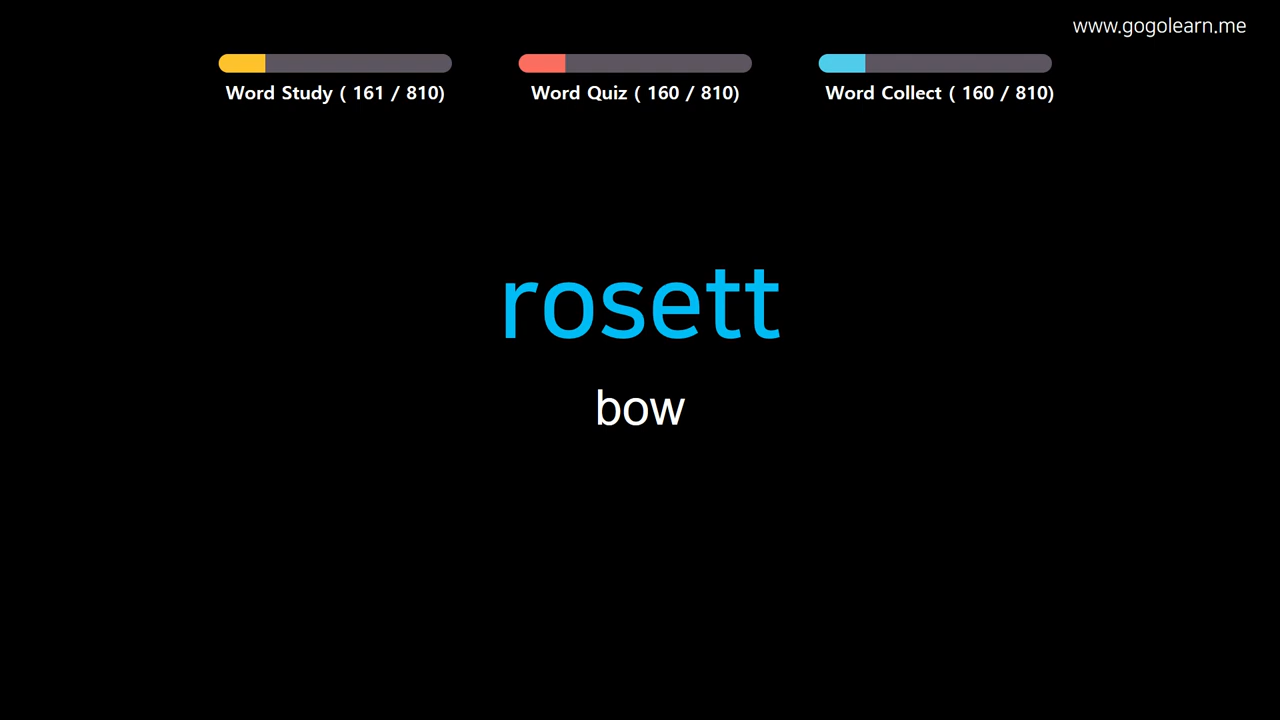 www.gogolearn.me
Word Study ( 161 / 810)
Word Quiz ( 160 / 810)
Word Collect ( 160 / 810)
rosett
bow